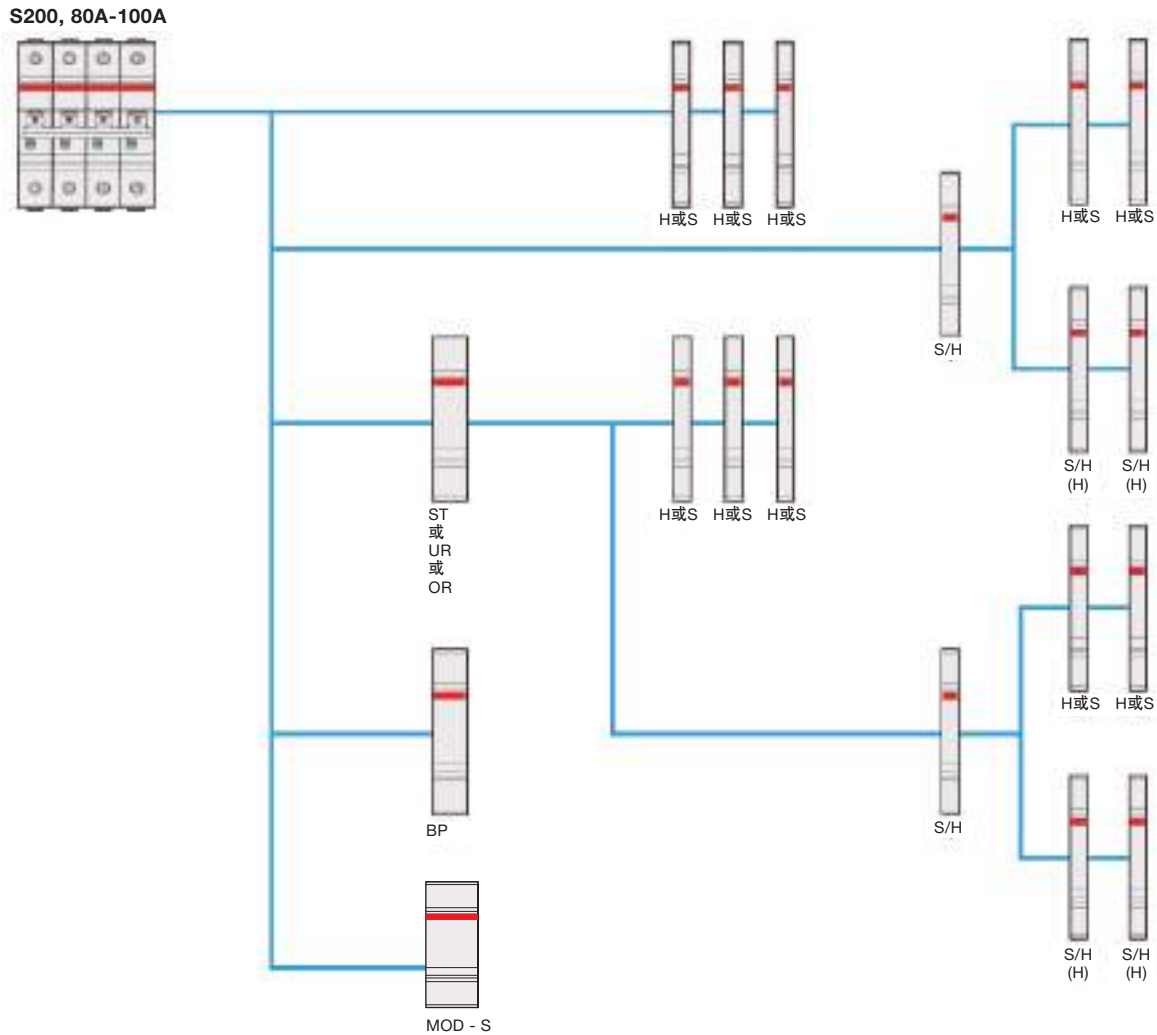 S200, 80A-100A
H或S H或S H或S
H或S H或S
S/H
S/H
(H)
S/H
(H)
ST
或
UR
或
OR
H或S H或S H或S
H或S H或S
BP
S/H
S/H
(H)
S/H
(H)
MOD - S